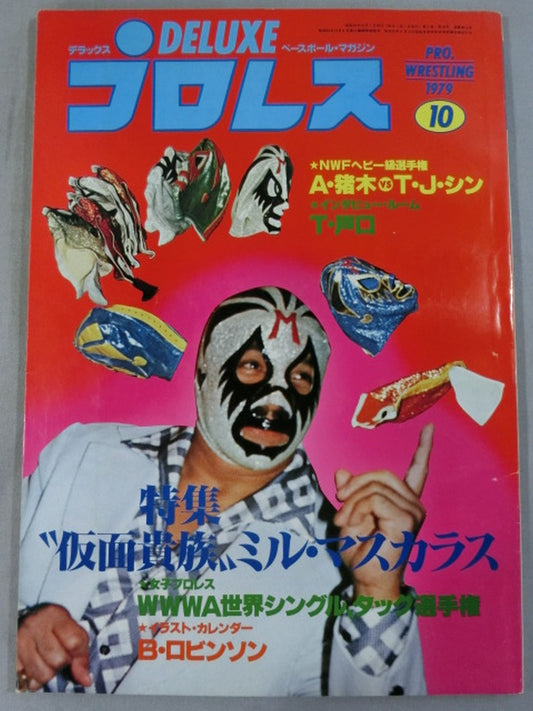 デラックス
DELUXE
ベースボール・マガジン
プロレス
PRO.
WRESTLING
1979
10
★NWFヘビー級選手権
A・猪木VST・J・シン
★インタビュー・ルーム
T・戸口
M
特集
〝仮面貴族〟ミル・マスカラス
★女子プロレス
WWWA世界シングル、タッグ選手権
★イラスト・カレンダー
B・ロビンソン